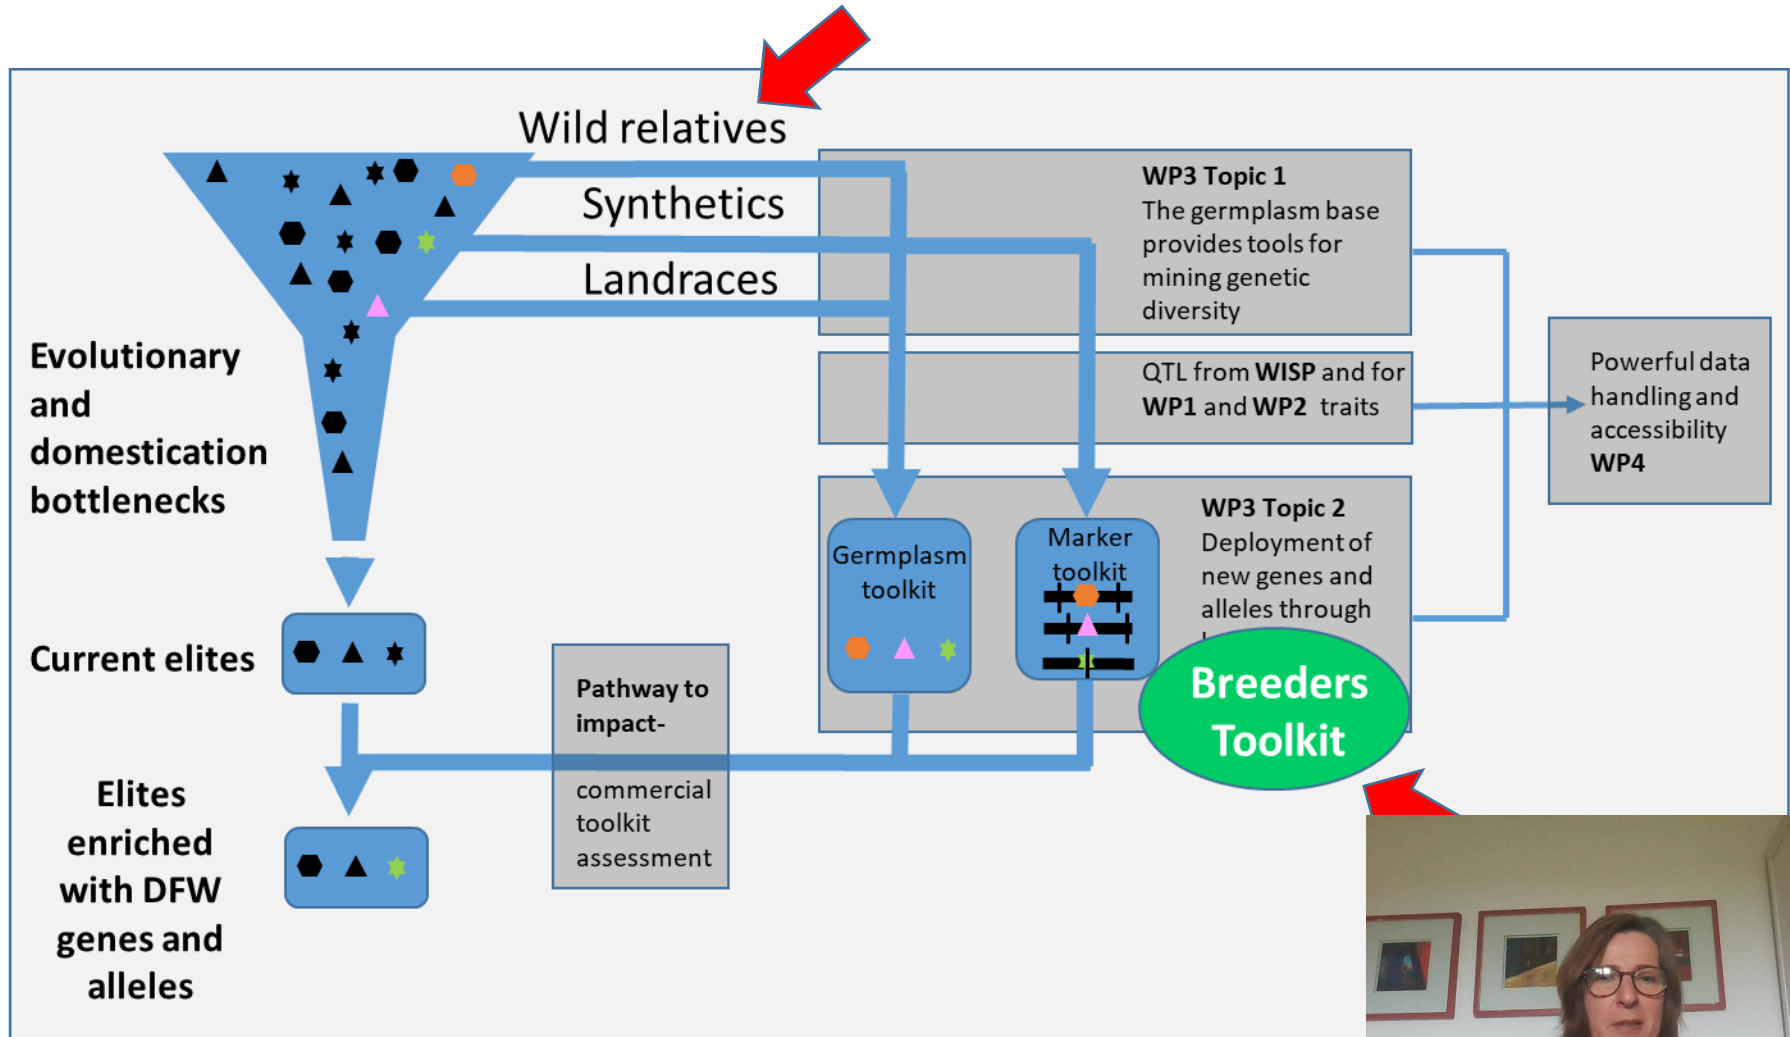 Wild relatives
Synthetics
Landraces
Evolutionary
and
domestication
bottlenecks
Current elites
Elites
enriched
with DFW
genes and
alleles
Pathway to
impact-
commercial
toolkit
assessment
WP3 Topic 1
The germplasm base
provides tools for
mining genetic
diversity
QTL from WISP and for
WP1 and WP2 traits
WP3 Topic 2
Deployment of
new genes and
alleles through
Germplasm
toolkit
Marker
toolkit
Breeders
Toolkit
Powerful data
handling and
accessibility
WP4